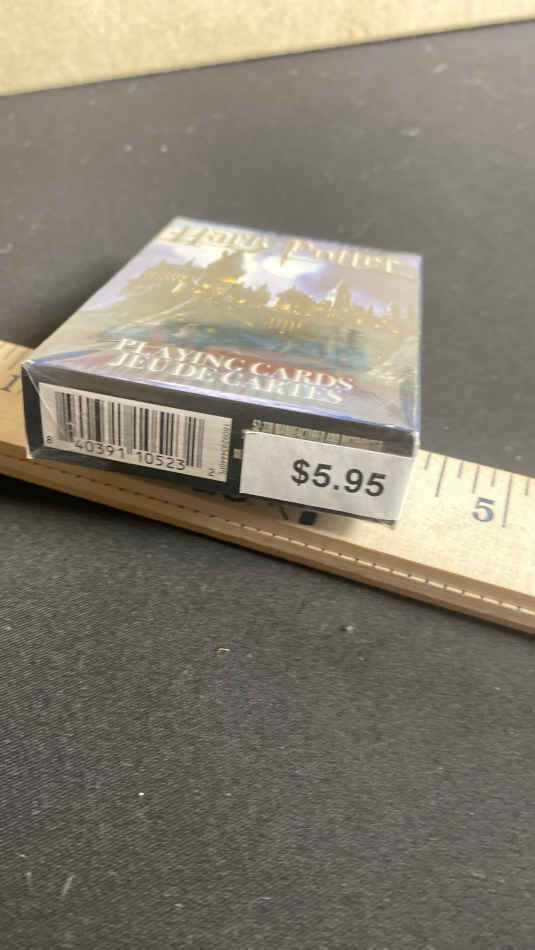 Harry Potter
PLAYING CARDS
JEU DE CARTES
8 40391 10523 2
$5.95
1
5